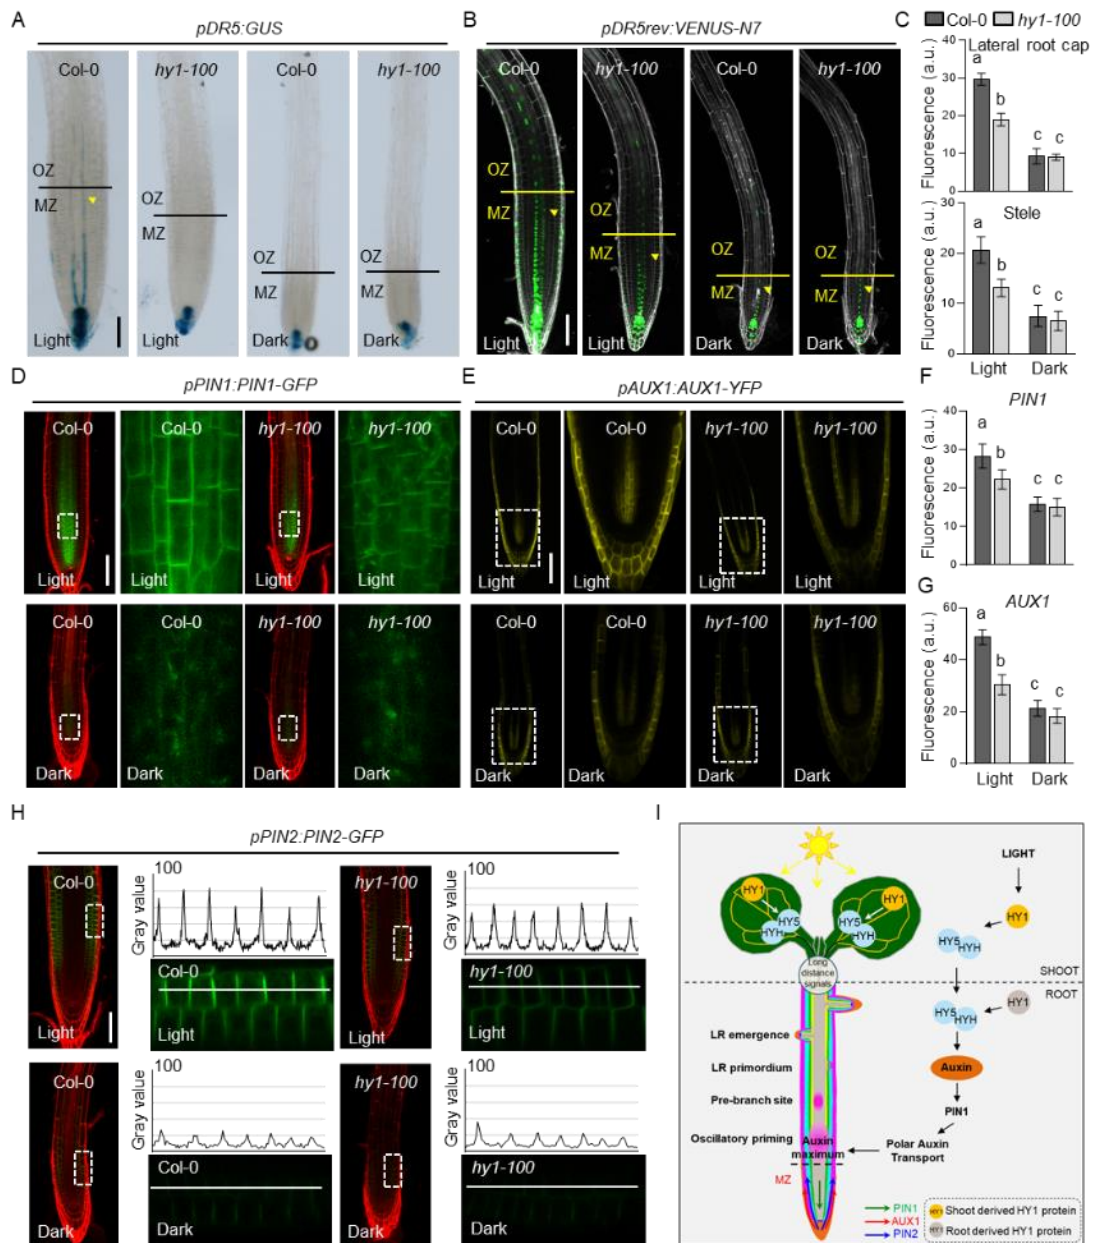 A
pDR5:GUS
Col-0
hy1-100
Col-0
hy1-100
OZ
MZ
OZ
MZ
OZ
MZ
OZ
MZ
Light
Light
Dark
Dark
B
pDR5rev:VENUS-N7
Col-0
hy1-100
Col-0
hy1-100
OZ
MZ
OZ
MZ
OZ
MZ
OZ
MZ
Light
Light
Dark
Dark
C
Col-0 hy1-100
Lateral root cap
Fluorescence (a.u.)
40
30
20
10
0
a
b
c c
Stele
Fluorescence (a.u.)
30
20
10
0
a
b
c c
Light Dark
D
pPIN1:PIN1-GFP
Col-0
Col-0
hy1-100
hy1-100
Light
Light
Light
Light
Col-0
Col-0
hy1-100
hy1-100
Dark
Dark
Dark
Dark
E
pAUX1:AUX1-YFP
Col-0
Col-0
hy1-100
hy1-100
Light
Light
Light
Light
Col-0
Col-0
hy1-100
hy1-100
Dark
Dark
Dark
Dark
F
PIN1
Fluorescence (a.u.)
40
30
20
10
0
a
b
c c
G
AUX1
Fluorescence (a.u.)
60
40
20
0
a
b
c c
Light Dark
H
pPIN2:PIN2-GFP
Col-0
Light
100
Gray value
Col-0
Light
hy1-100
Light
100
Gray value
hy1-100
Light
Col-0
Dark
100
Gray value
Col-0
Dark
hy1-100
Dark
100
Gray value
hy1-100
Dark
I
HY1
HY5
HYH
HY1
HY5
HYH
Long
distance
signals
LIGHT
HY1
HY5
HYH
SHOOT
ROOT
HY5
HYH
HY1
Auxin
PIN1
Polar Auxin
Transport
LR emergence
LR primordium
Pre-branch site
Oscillatory priming
Auxin
maximum
MZ
PIN1
AUX1
PIN2
HY1 Shoot derived HY1 protein
HY1 Root derived HY1 protein